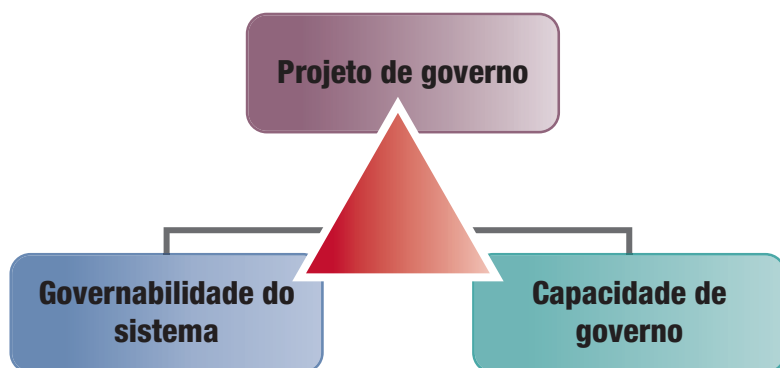 Projeto de governo
Governabilidade do
sistema
Capacidade de
governo